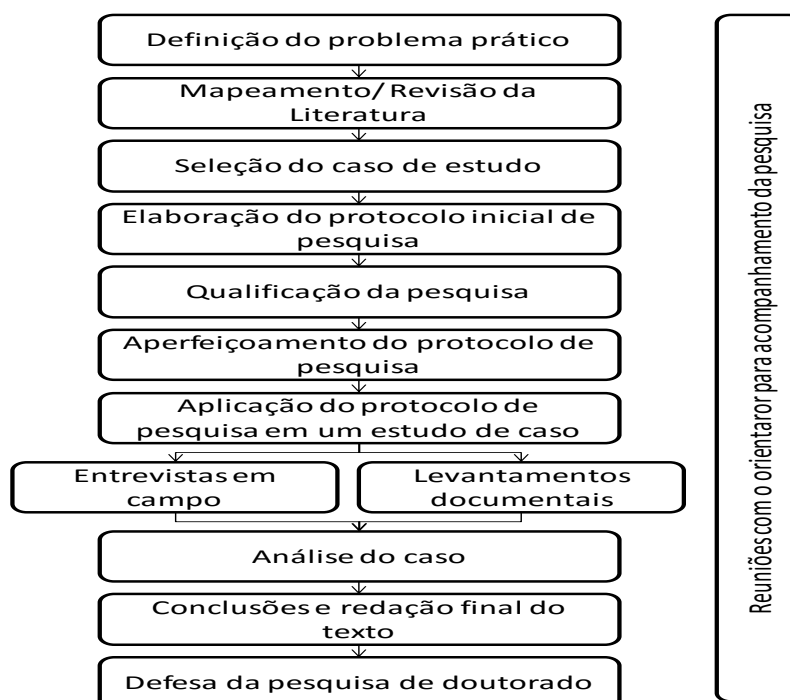 Definição do problema prático
Mapeamento/ Revisão da
Literatura
Seleção do caso de estudo
Elaboração do protocolo inicial de
pesquisa
Qualificação da pesquisa
Aperfeiçoamento do protocolo de
pesquisa
Aplicação do protocolo de
pesquisa em um estudo de caso
Entrevistas em
campo
Levantamentos
documentais
Análise do caso
Conclusões e redação final do
texto
Defesa da pesquisa de doutorado
Reuniões com o orientaror para acompanhamento da pesquisa